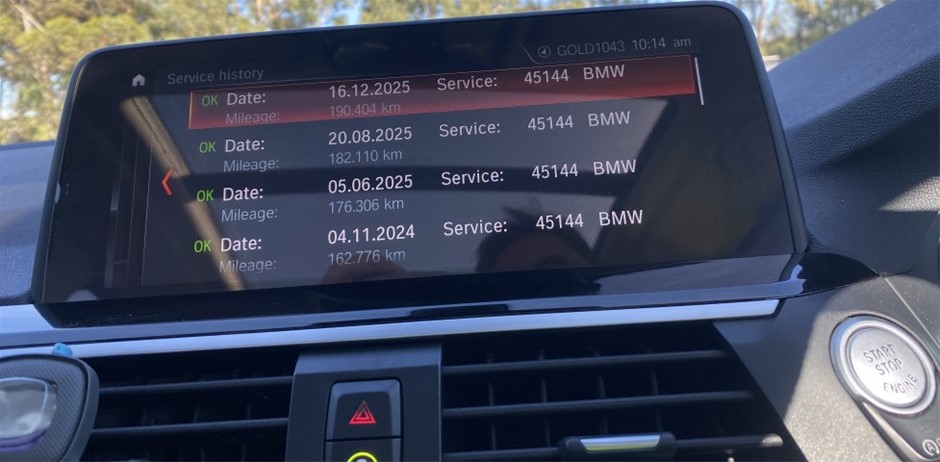 GOLD1043 10:14 am
Service history
OK Date: 16.12.2025 Service: 45144 BMW
Mileage: 190.404 km
OK Date: 20.08.2025 Service: 45144 BMW
Mileage: 182.110 km
OK Date: 05.06.2025 Service: 45144 BMW
Mileage: 176.306 km
OK Date: 04.11.2024 Service: 45144 BMW
Mileage: 162.776 km
START
STOP
ENGINE